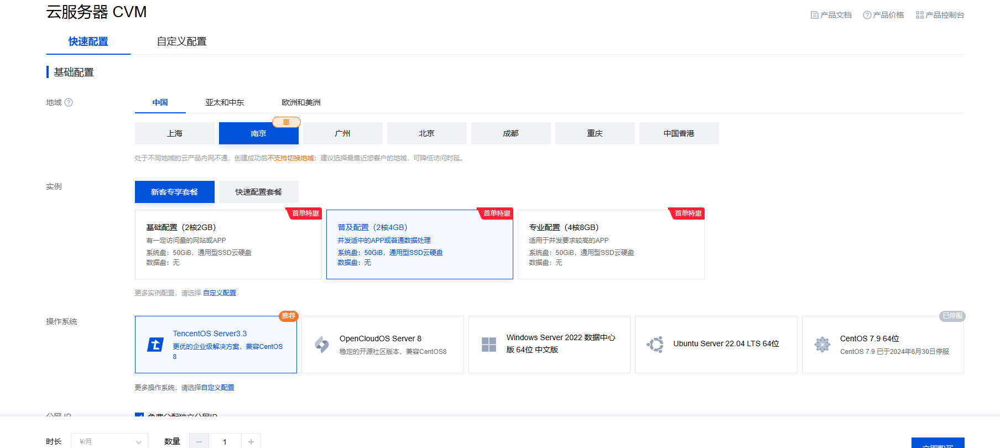 云服务器 CVM
产品文档
产品价格
产品控制台
快速配置
自定义配置
基础配置
地域
中国
亚太和中东
欧洲和美洲
惠
上海
南京
广州
北京
成都
重庆
中国香港
处于不同地域的云产品内网不通，创建成功后不支持切换地域；建议选择最靠近您客户的地域，可降低访问时延。
实例
新客专享套餐
快速配置套餐
首单特惠
基础配置（2核2GB）
有一定访问量的网站或APP
系统盘：50GiB，通用型SSD云硬盘
数据盘：无
首单特惠
普及配置（2核4GB）
并发适中的APP或普通数据处理
系统盘：50GiB，通用型SSD云硬盘
数据盘：无
首单特惠
专业配置（4核8GB）
适用于并发要求较高的APP
系统盘：50GiB，通用型SSD云硬盘
数据盘：无
更多实例配置，请选择 自定义配置
操作系统
推荐
TencentOS Server3.3
更优的企业级解决方案，兼容CentOS
8
OpenCloudOS Server 8
稳定的开源社区版本，兼容CentOS8
Windows Server 2022 数据中心
版 64位 中文版
Ubuntu Server 22.04 LTS 64位
已停服
CentOS 7.9 64位
CentOS 7.9 已于2024年6月30日停服
更多操作系统，请选择自定义配置
公网 IP
免费分配独立公网IP
时长
¥/月
数量
1
立即购买